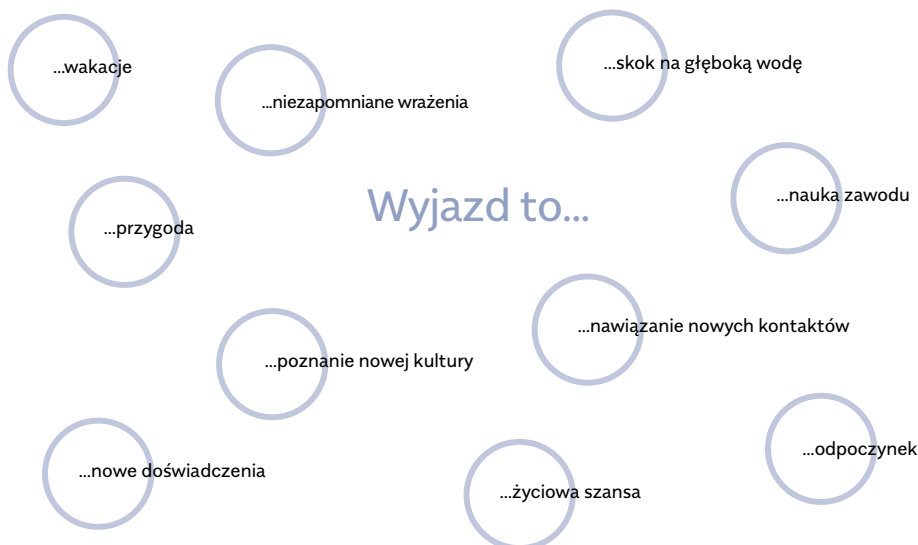 ...wakacje
...niezapomniane wrażenia
...skok na głęboką wodę
Wyjazd to...
...nauka zawodu
...przygoda
...nawiązanie nowych kontaktów
...poznanie nowej kultury
...odpoczynek
...nowe doświadczenia
...życiowa szansa